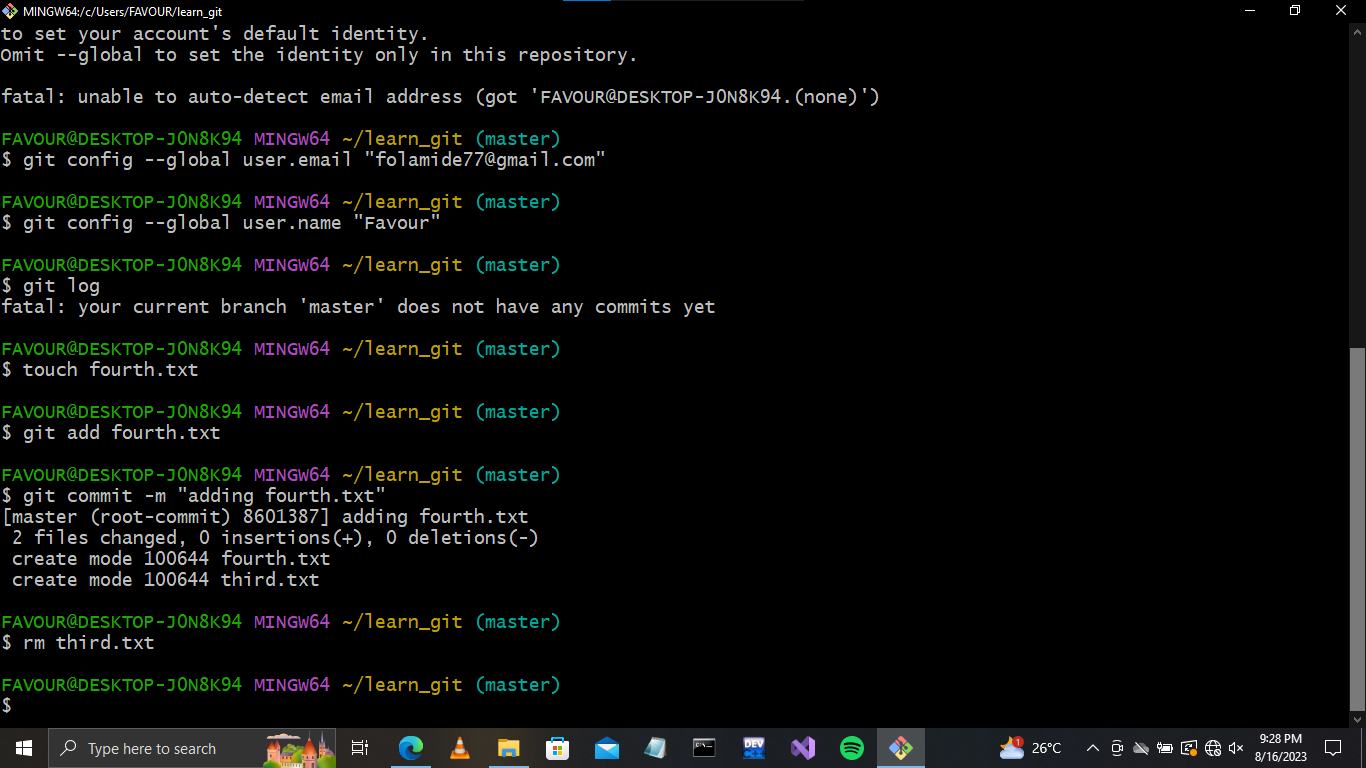 MINGW64:/c/Users/FAVOUR/learn_git
to set your account's default identity.
Omit --global to set the identity only in this repository.
fatal: unable to auto-detect email address (got 'FAVOUR@DESKTOP-J0N8K94.(none)')
FAVOUR@DESKTOP-J0N8K94 MINGW64 ~/learn_git (master)
$ git config --global user.email "folamide77@gmail.com"
FAVOUR@DESKTOP-J0N8K94 MINGW64 ~/learn_git (master)
$ git config --global user.name "Favour"
FAVOUR@DESKTOP-J0N8K94 MINGW64 ~/learn_git (master)
$ git log
fatal: your current branch 'master' does not have any commits yet
FAVOUR@DESKTOP-J0N8K94 MINGW64 ~/learn_git (master)
$ touch fourth.txt
FAVOUR@DESKTOP-J0N8K94 MINGW64 ~/learn_git (master)
$ git add fourth.txt
FAVOUR@DESKTOP-J0N8K94 MINGW64 ~/learn_git (master)
$ git commit -m "adding fourth.txt"
[master (root-commit) 8601387] adding fourth.txt
2 files changed, 0 insertions(+), 0 deletions(-)
create mode 100644 fourth.txt
create mode 100644 third.txt
FAVOUR@DESKTOP-J0N8K94 MINGW64 ~/learn_git (master)
$ rm third.txt
FAVOUR@DESKTOP-J0N8K94 MINGW64 ~/learn_git (master)
$
Type here to search
DEV
1
26°C
9:28 PM
8/16/2023